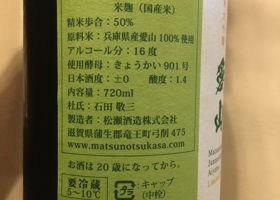 米麹（国産米）
精米歩合：50%
原料米：兵庫県産愛山100%使用
アルコール分：16度
使用酵母：きょうかい901号
日本酒度：±0 酸度：1.4
内容量：720ml
杜氏：石田 敬三
製造者：松瀬酒造株式会社
滋賀県蒲生郡竜王町弓削475
www.matsunotsukasa.com
お酒は20歳になってから。
要冷蔵
5〜10℃
プラ
：キャップ
（中栓）
愛山